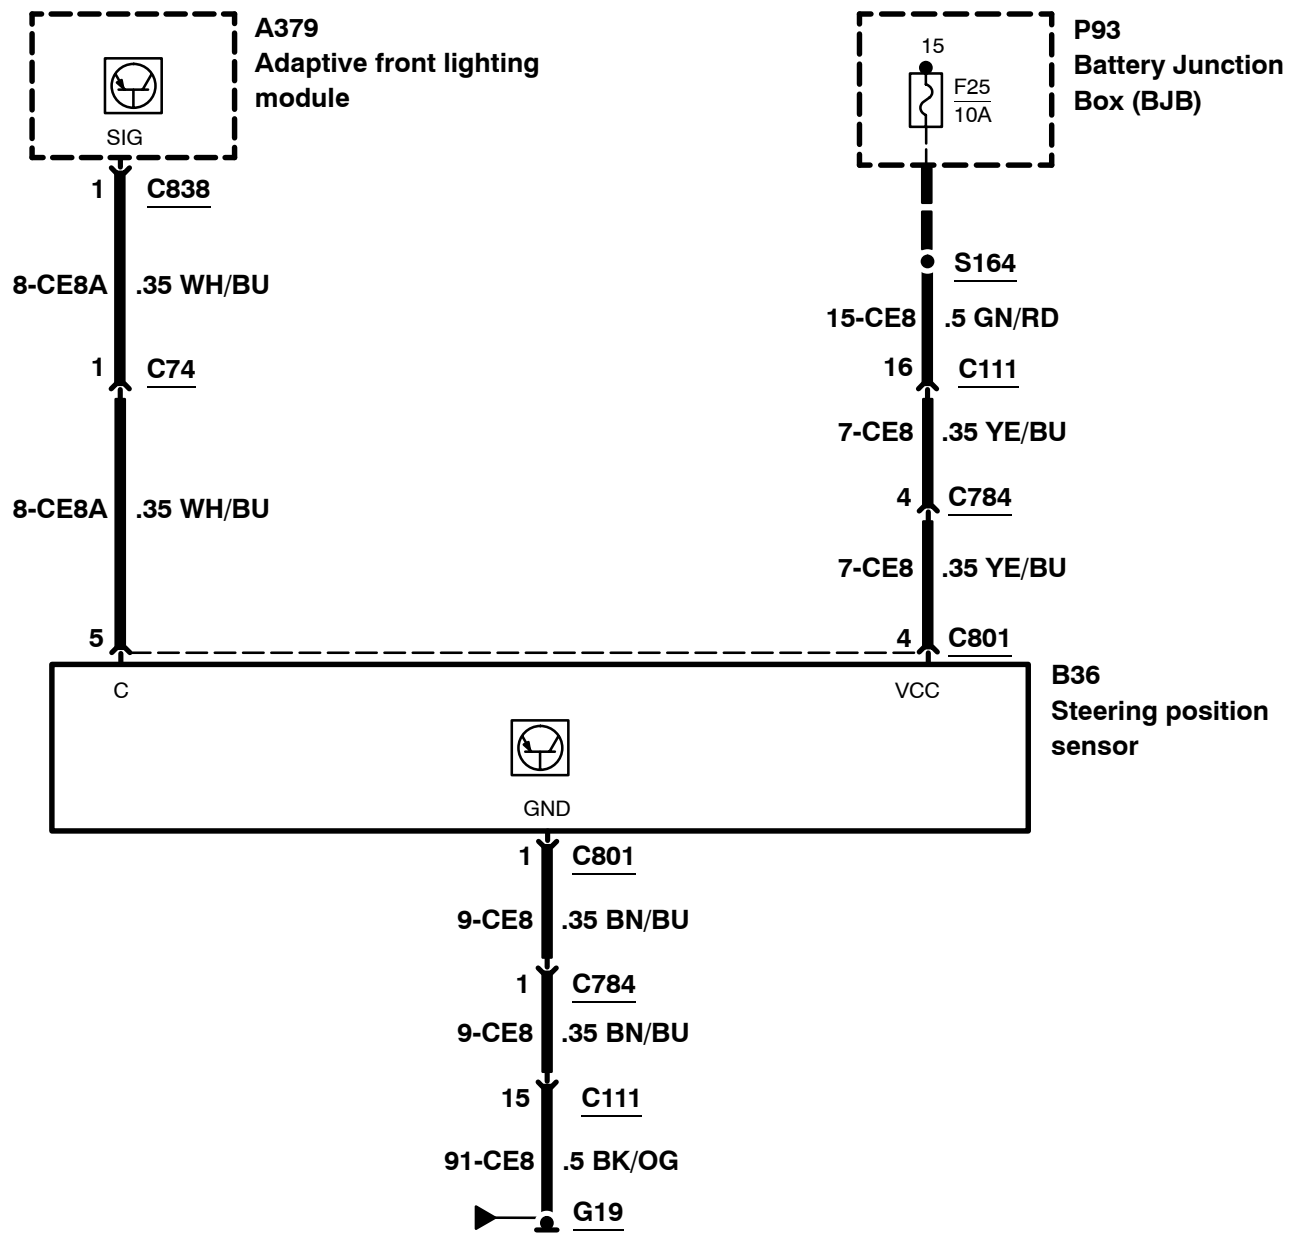 A379
Adaptive front lighting
module
SIG
P93
Battery Junction
Box (BJB)
15
F25
10A
1 C838
8-CE8A .35 WH/BU
1 C74
8-CE8A .35 WH/BU
5
S164
15-CE8 .5 GN/RD
16 C111
7-CE8 .35 YE/BU
4 C784
7-CE8 .35 YE/BU
4 C801
B36
Steering position
sensor
C
VCC
GND
1 C801
9-CE8 .35 BN/BU
1 C784
9-CE8 .35 BN/BU
15 C111
91-CE8 .5 BK/OG
G19